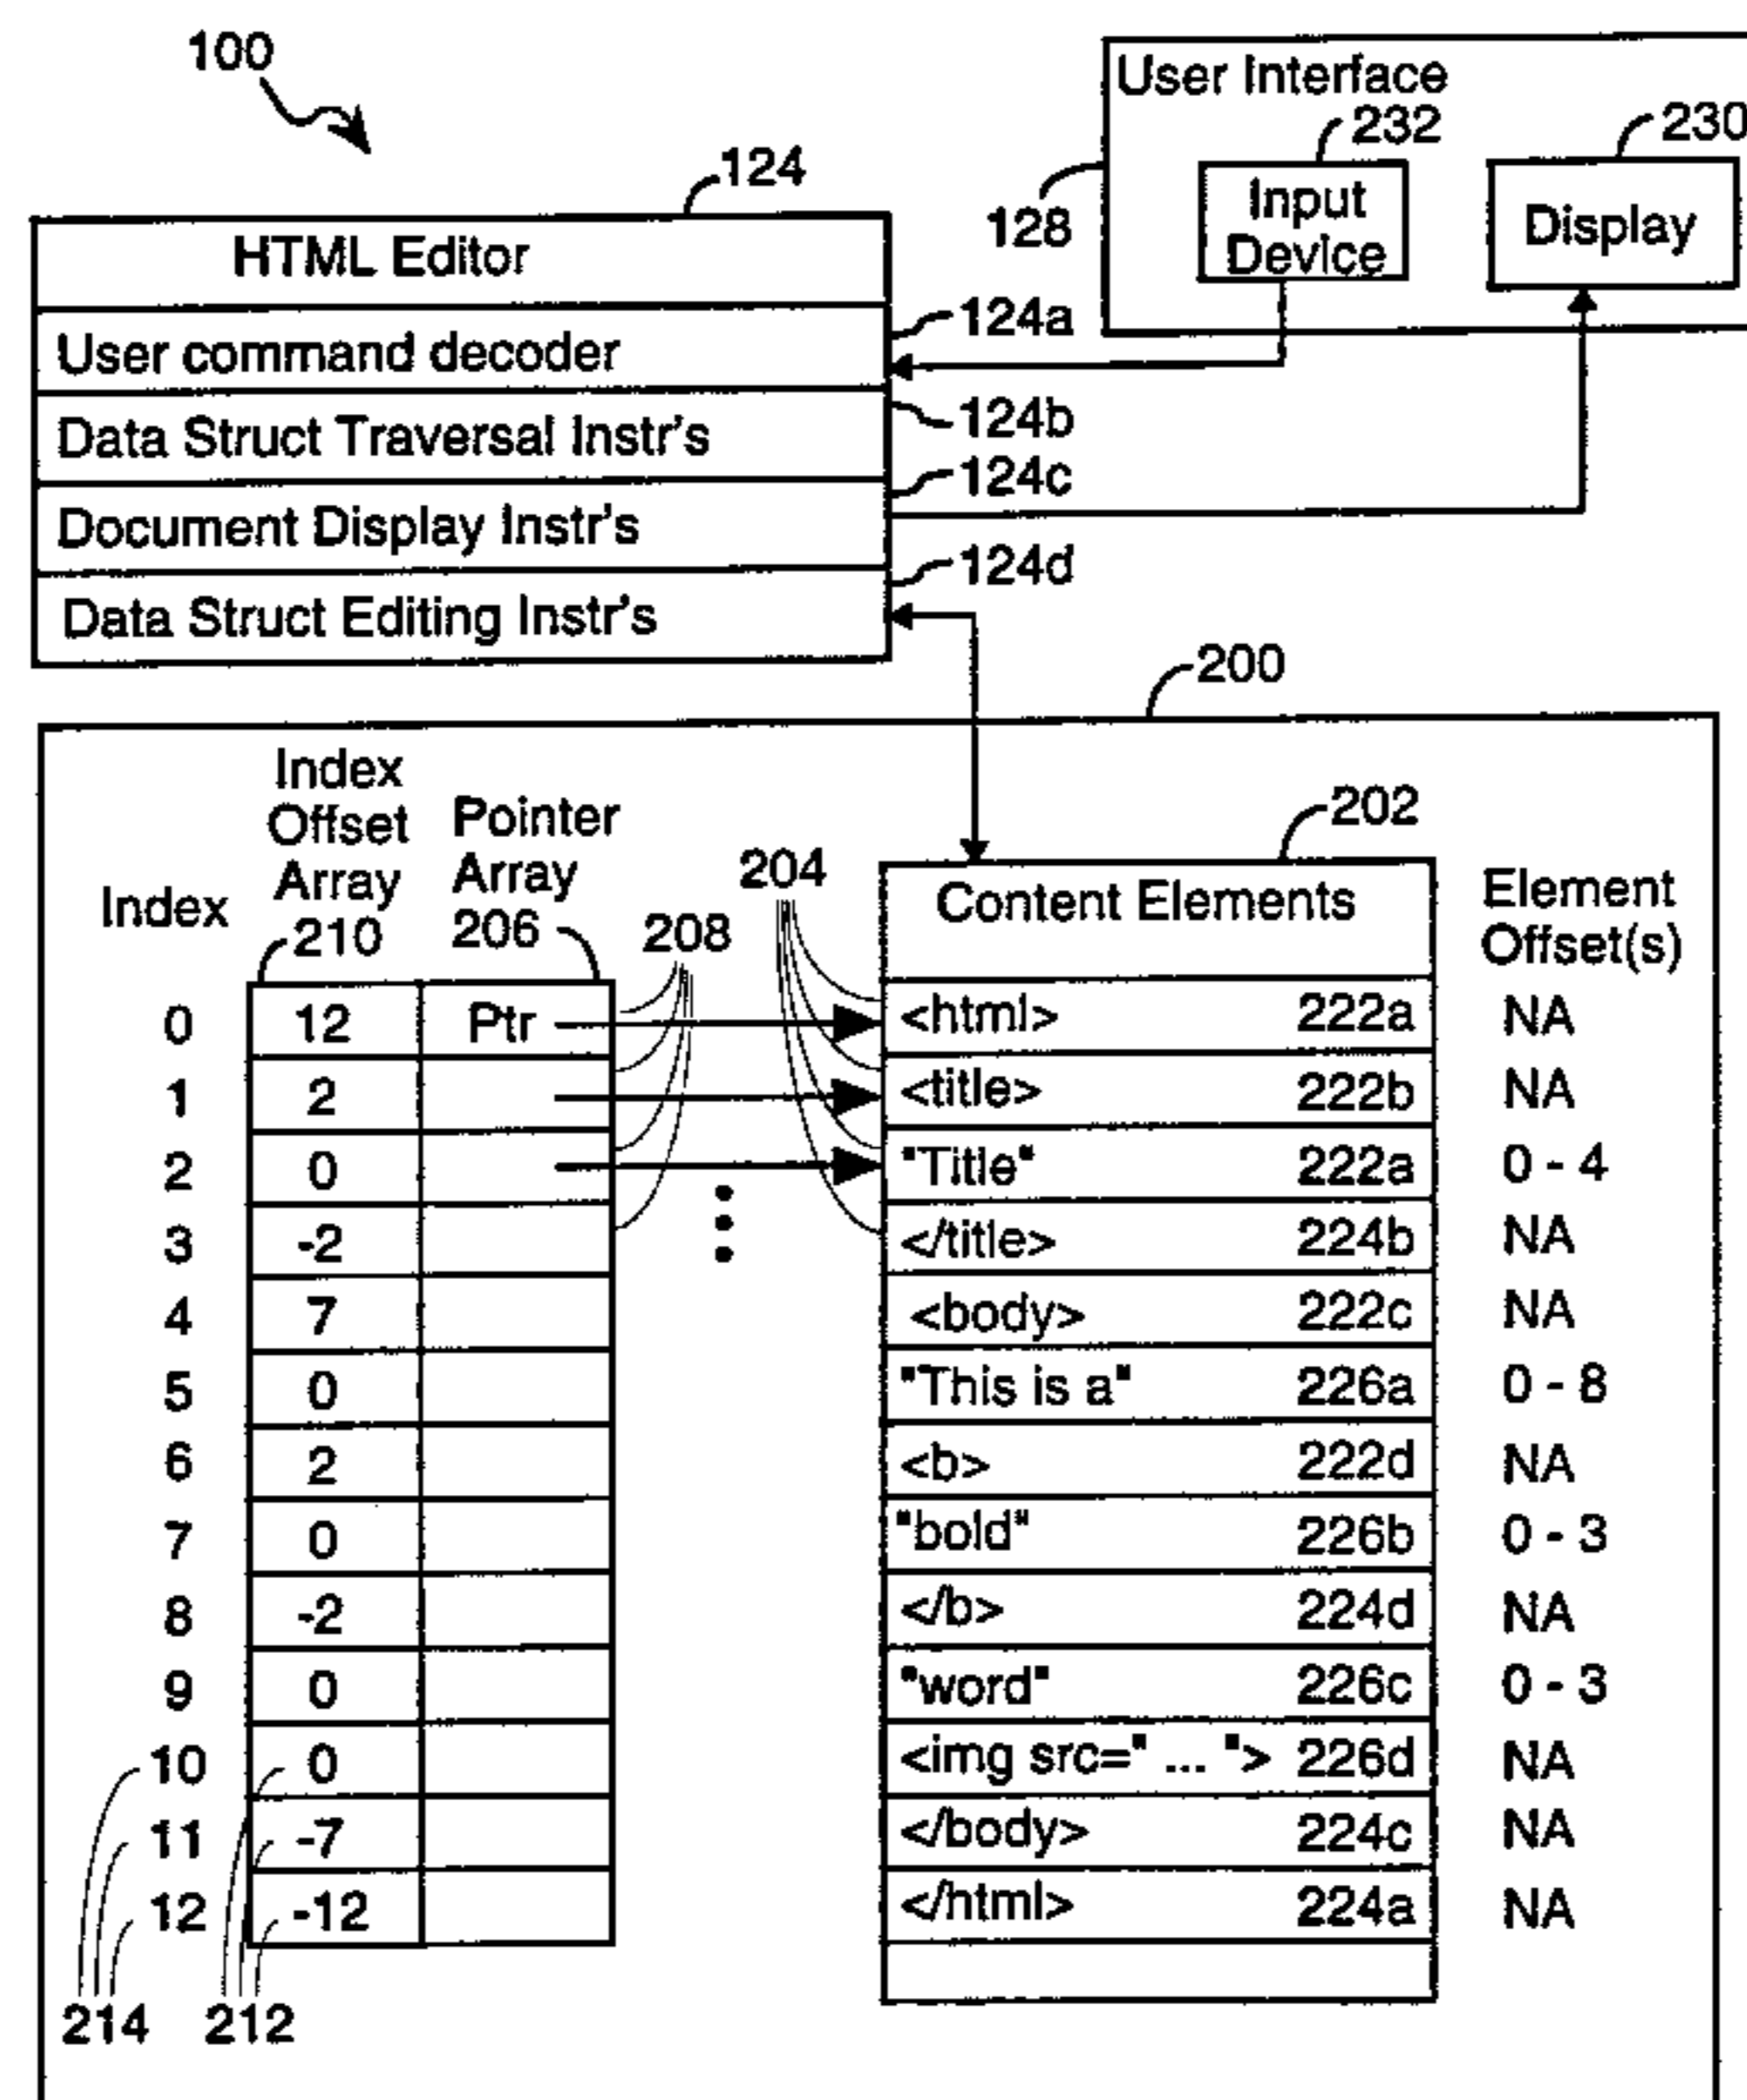 100
User Interface
232
230
Input
Device
Display
128
124
HTML Editor
User command decoder
124a
Data Struct Traversal Instr's
124b
Document Display Instr's
124c
Data Struct Editing Instr's
124d
200
Index
Index
Offset
Array
210
Pointer
Array
206
208
204
202
Content Elements
Element
Offset(s)
0 12 Ptr <html> 222a NA
1 2 <title> 222b NA
2 0 "Title" 222a 0 - 4
3 -2 </title> 224b NA
4 7 <body> 222c NA
5 0 "This is a" 226a 0 - 8
6 2 <b> 222d NA
7 0 "bold" 226b 0 - 3
8 -2 </b> 224d NA
9 0 "word" 226c 0 - 3
10 0 <img src=" ... "> 226d NA
11 -7 </body> 224c NA
12 -12 </html> 224a NA
214 212